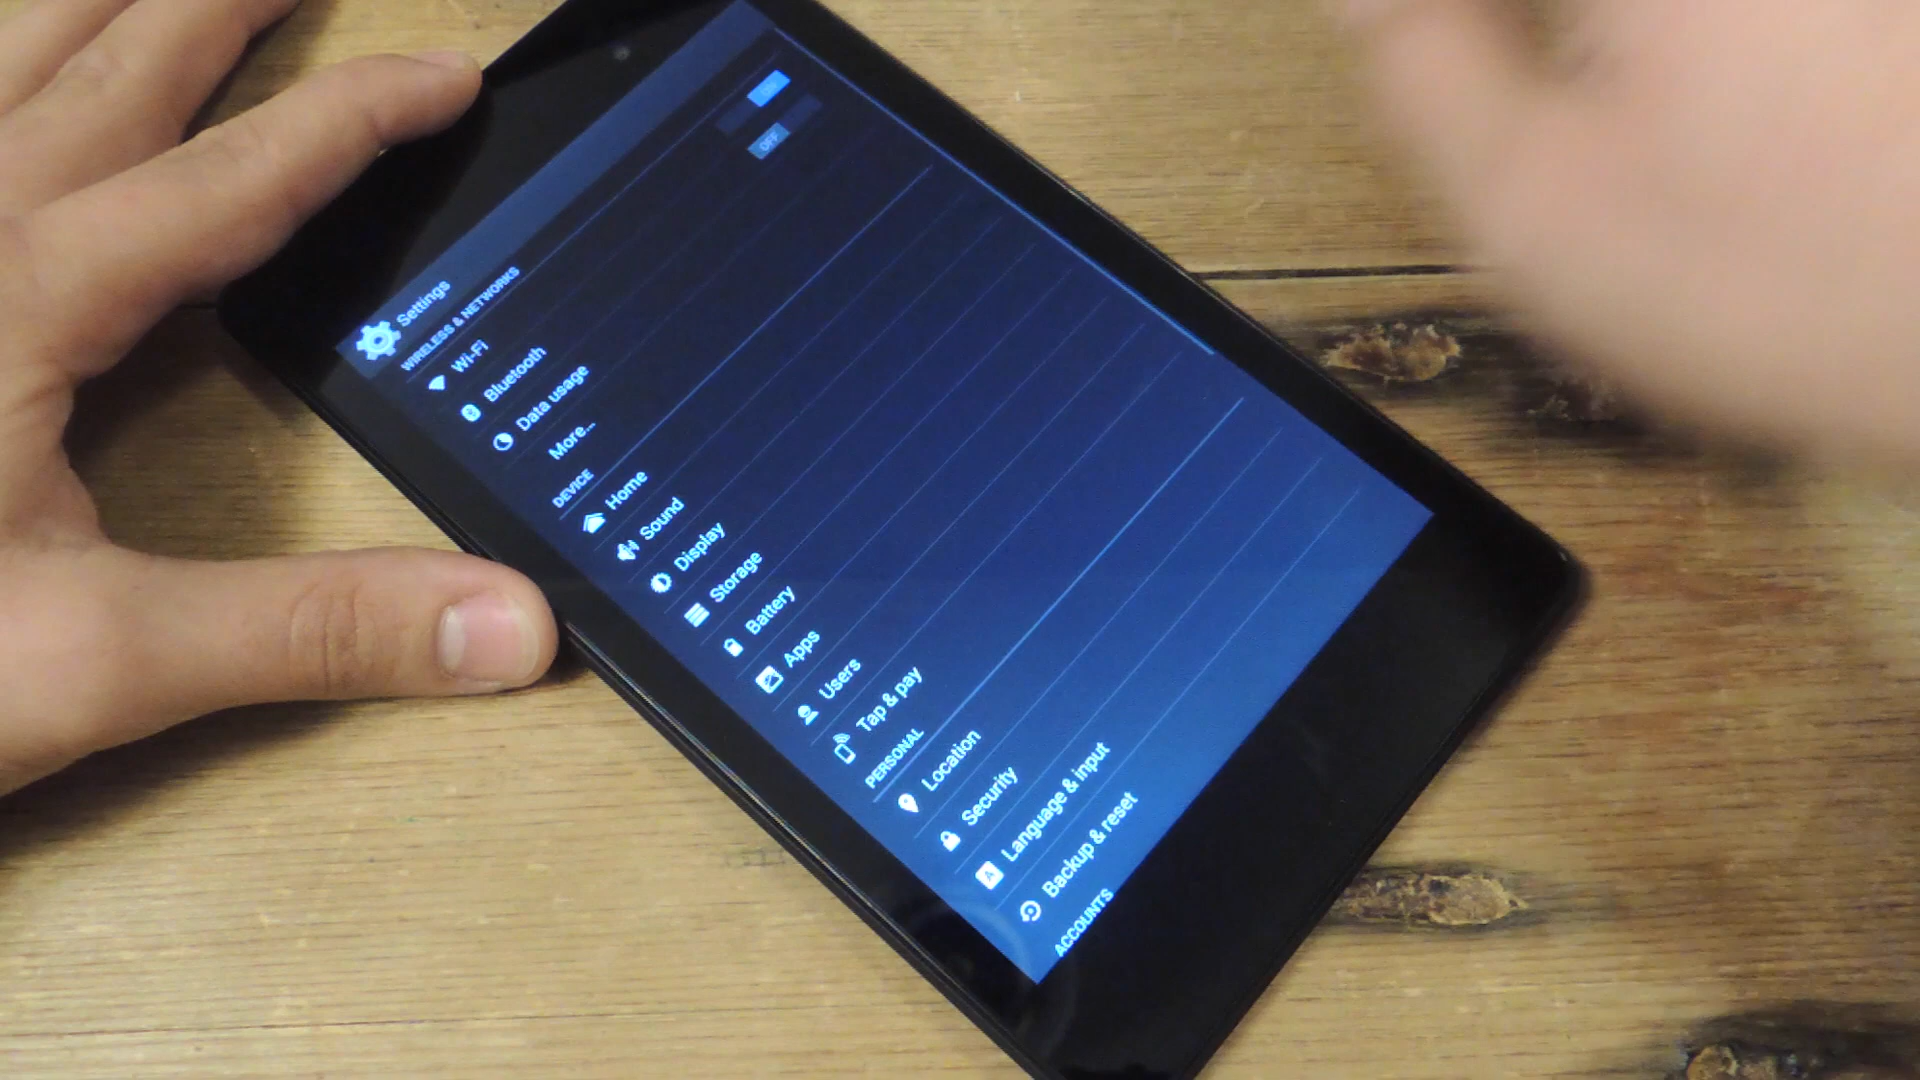 Settings
WIRELESS & NETWORKS
Wi-Fi
ON
Bluetooth
OFF
Data usage
More...
DEVICE
Home
Sound
Display
Storage
Battery
Apps
Users
Tap & pay
PERSONAL
Location
Security
Language & input
A
Backup & reset
ACCOUNTS